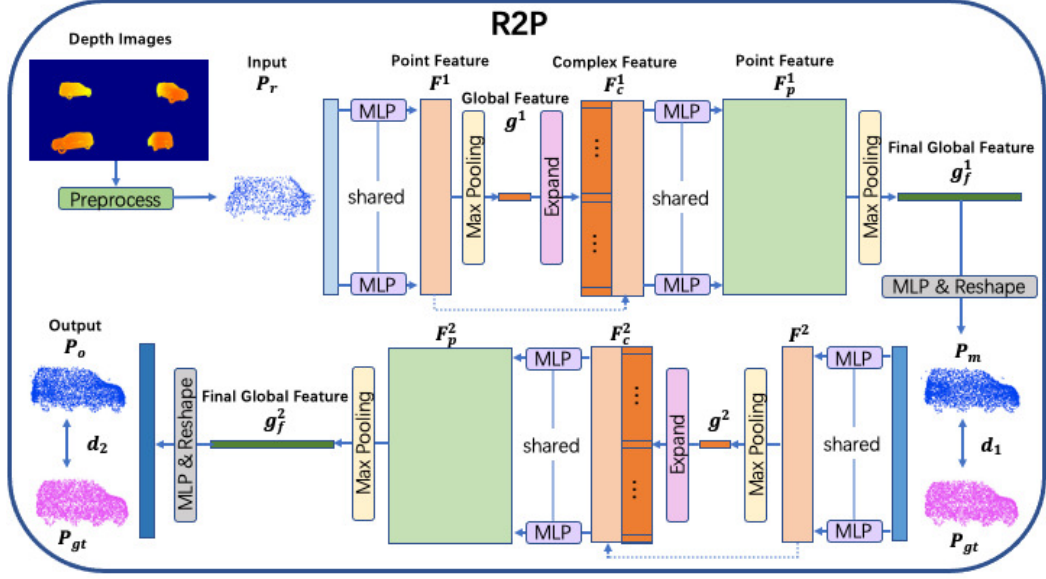 R2P
Depth Images
Input
P_r
Preprocess
MLP
shared
MLP
Point Feature
F^1
Max Pooling
Global Feature
g^1
Expand
Complex Feature
F_c^1
...
...
MLP
shared
MLP
Point Feature
F_p^1
Max Pooling
Final Global Feature
g_f^1
MLP & Reshape
P_m
d_1
P_gt
MLP
shared
MLP
F^2
Max Pooling
g^2
Expand
F_c^2
...
...
MLP
shared
MLP
F_p^2
Max Pooling
Final Global Feature
g_f^2
MLP & Reshape
Output
P_o
d_2
P_gt